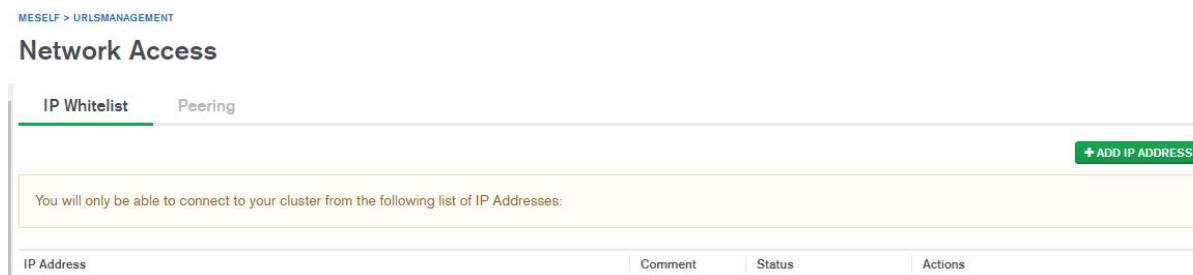 MESELF > URLSMANAGEMENT
Network Access
IP Whitelist Peering
+ ADD IP ADDRESS
You will only be able to connect to your cluster from the following list of IP Addresses:
IP Address Comment Status Actions